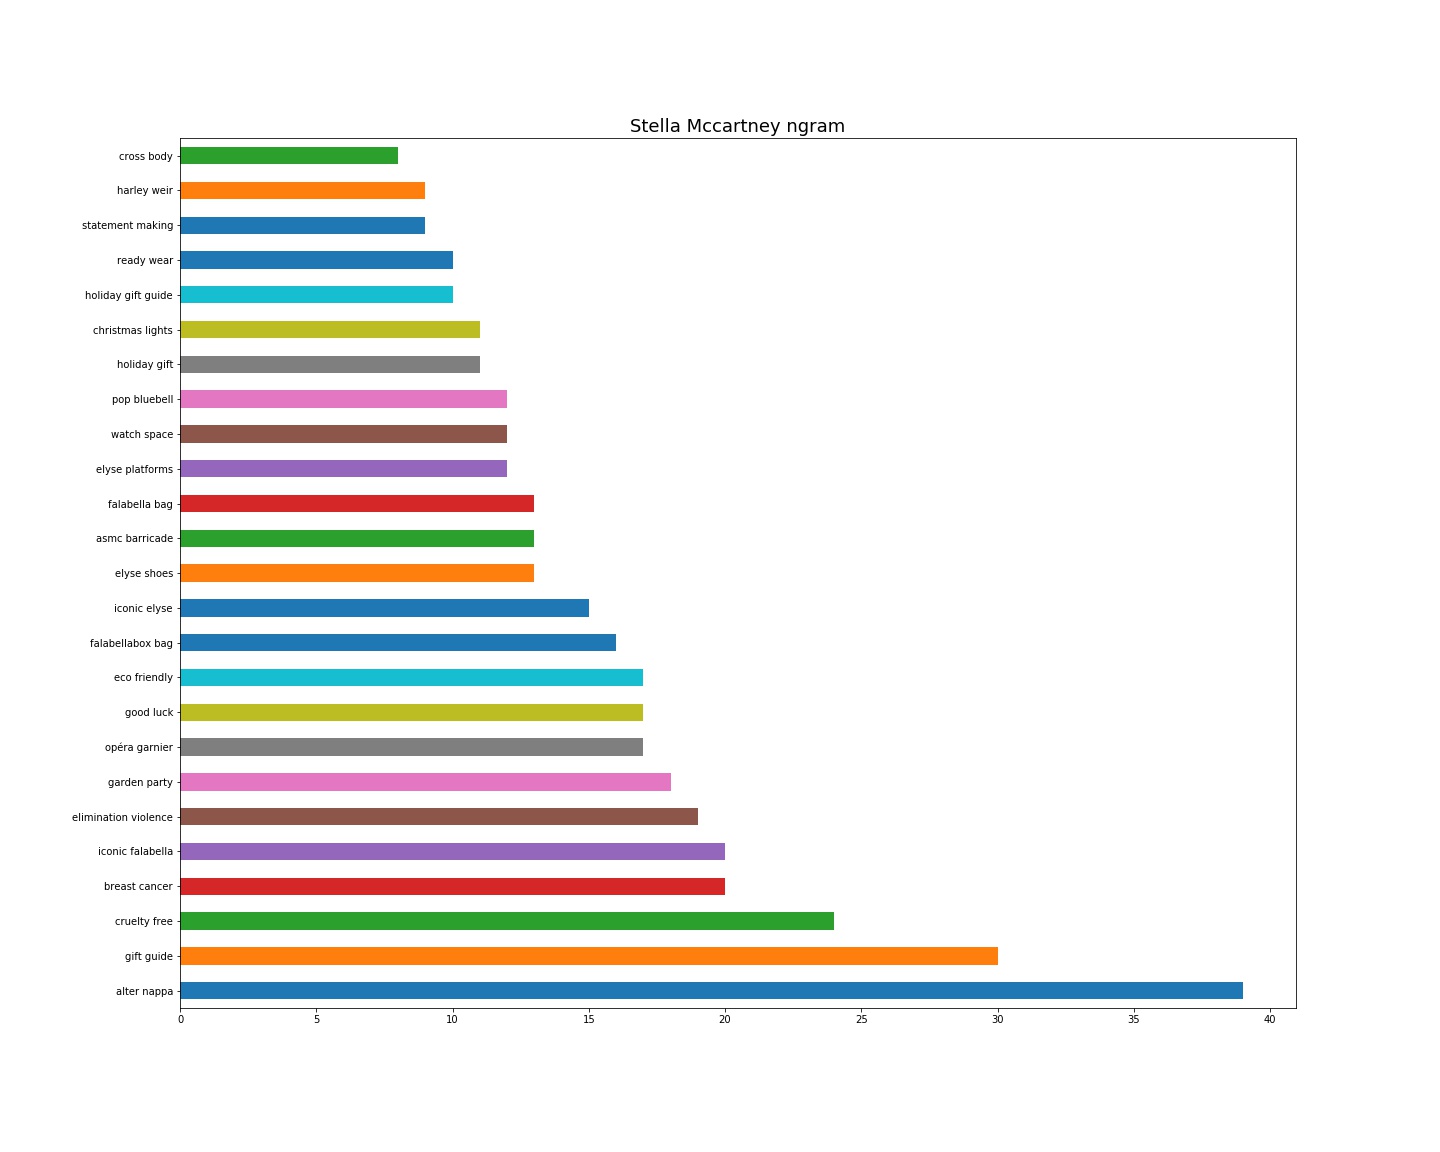 Stella Mccartney ngram
cross body
harley weir
statement making
ready wear
holiday gift guide
christmas lights
holiday gift
pop bluebell
watch space
elyse platforms
falabella bag
asmc barricade
elyse shoes
iconic elyse
falabellabox bag
eco friendly
good luck
opéra garnier
garden party
elimination violence
iconic falabella
breast cancer
cruelty free
gift guide
alter nappa
0 5 10 15 20 25 30 35 40